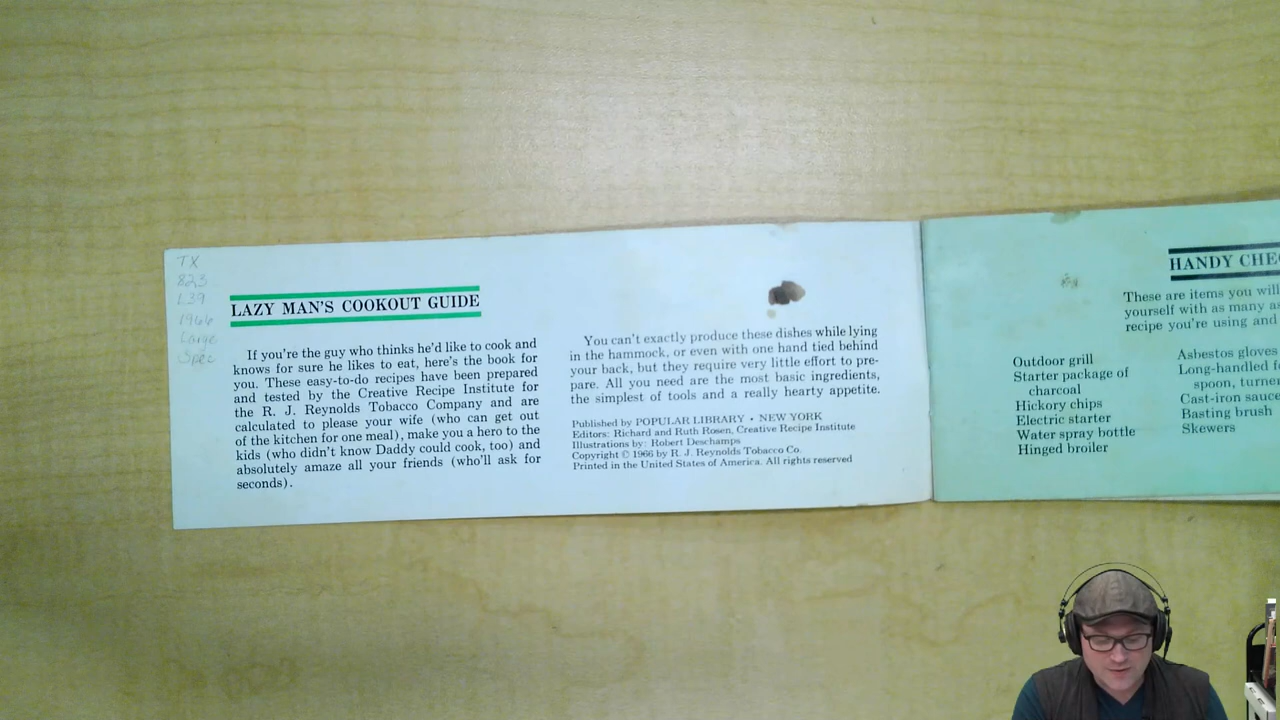 TX
823
L39
1966
Large
Spec
LAZY MAN'S COOKOUT GUIDE
If you're the guy who thinks he'd like to cook and
knows for sure he likes to eat, here's the book for
you. These easy-to-do recipes have been prepared
and tested by the Creative Recipe Institute for
the R. J. Reynolds Tobacco Company and are
calculated to please your wife (who can get out
of the kitchen for one meal), make you a hero to the
kids (who didn't know Daddy could cook, too) and
absolutely amaze all your friends (who'll ask for
seconds).
You can't exactly produce these dishes while lying
in the hammock, or even with one hand tied behind
your back, but they require very little effort to pre-
pare. All you need are the most basic ingredients,
the simplest of tools and a really hearty appetite.
Published by POPULAR LIBRARY • NEW YORK
Editors: Richard and Ruth Rosen, Creative Recipe Institute
Illustrations by: Robert Deschamps
Copyright © 1966 by R. J. Reynolds Tobacco Co.
Printed in the United States of America. All rights reserved
HANDY CHEC
These are items you will
yourself with as many as
recipe you're using and
Outdoor grill
Starter package of
charcoal
Hickory chips
Electric starter
Water spray bottle
Hinged broiler
Asbestos gloves
Long-handled fo
spoon, turne
Cast-iron sauce
Basting brush
Skewers